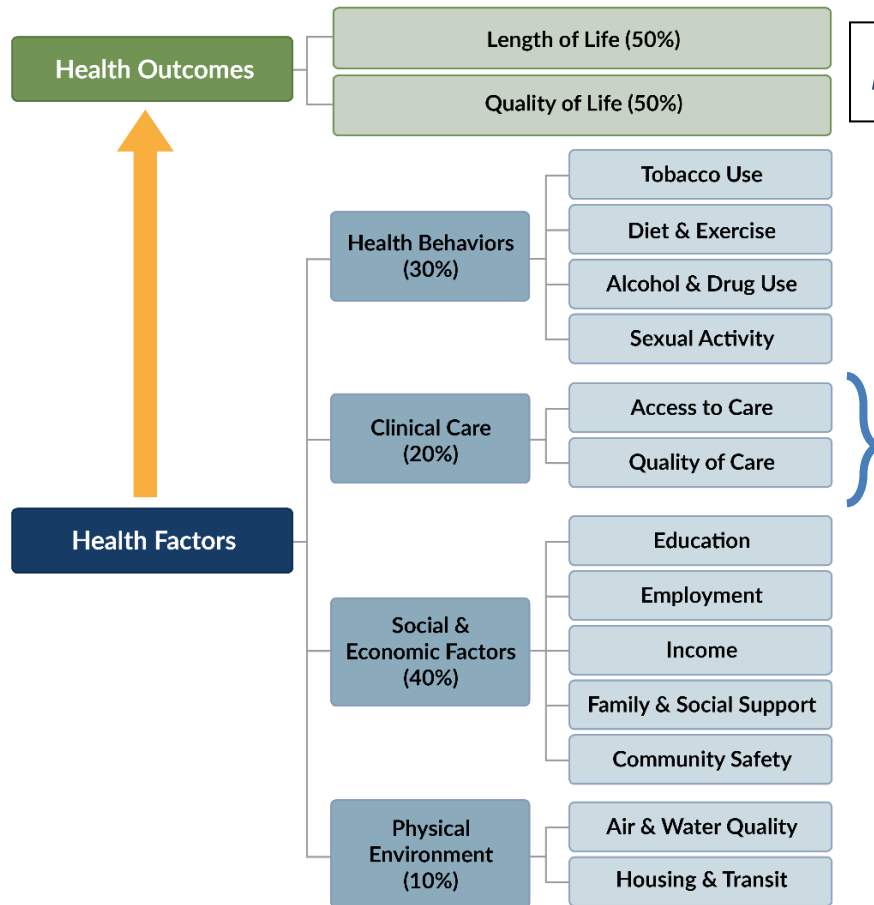 Health Outcomes
Length of Life (50%)
Quality of Life (50%)
Health Behaviors
(30%)
Tobacco Use
Diet & Exercise
Alcohol & Drug Use
Sexual Activity
Clinical Care
(20%)
Access to Care
Quality of Care
Health Factors
Social &
Economic Factors
(40%)
Education
Employment
Income
Family & Social Support
Community Safety
Physical
Environment
(10%)
Air & Water Quality
Housing & Transit